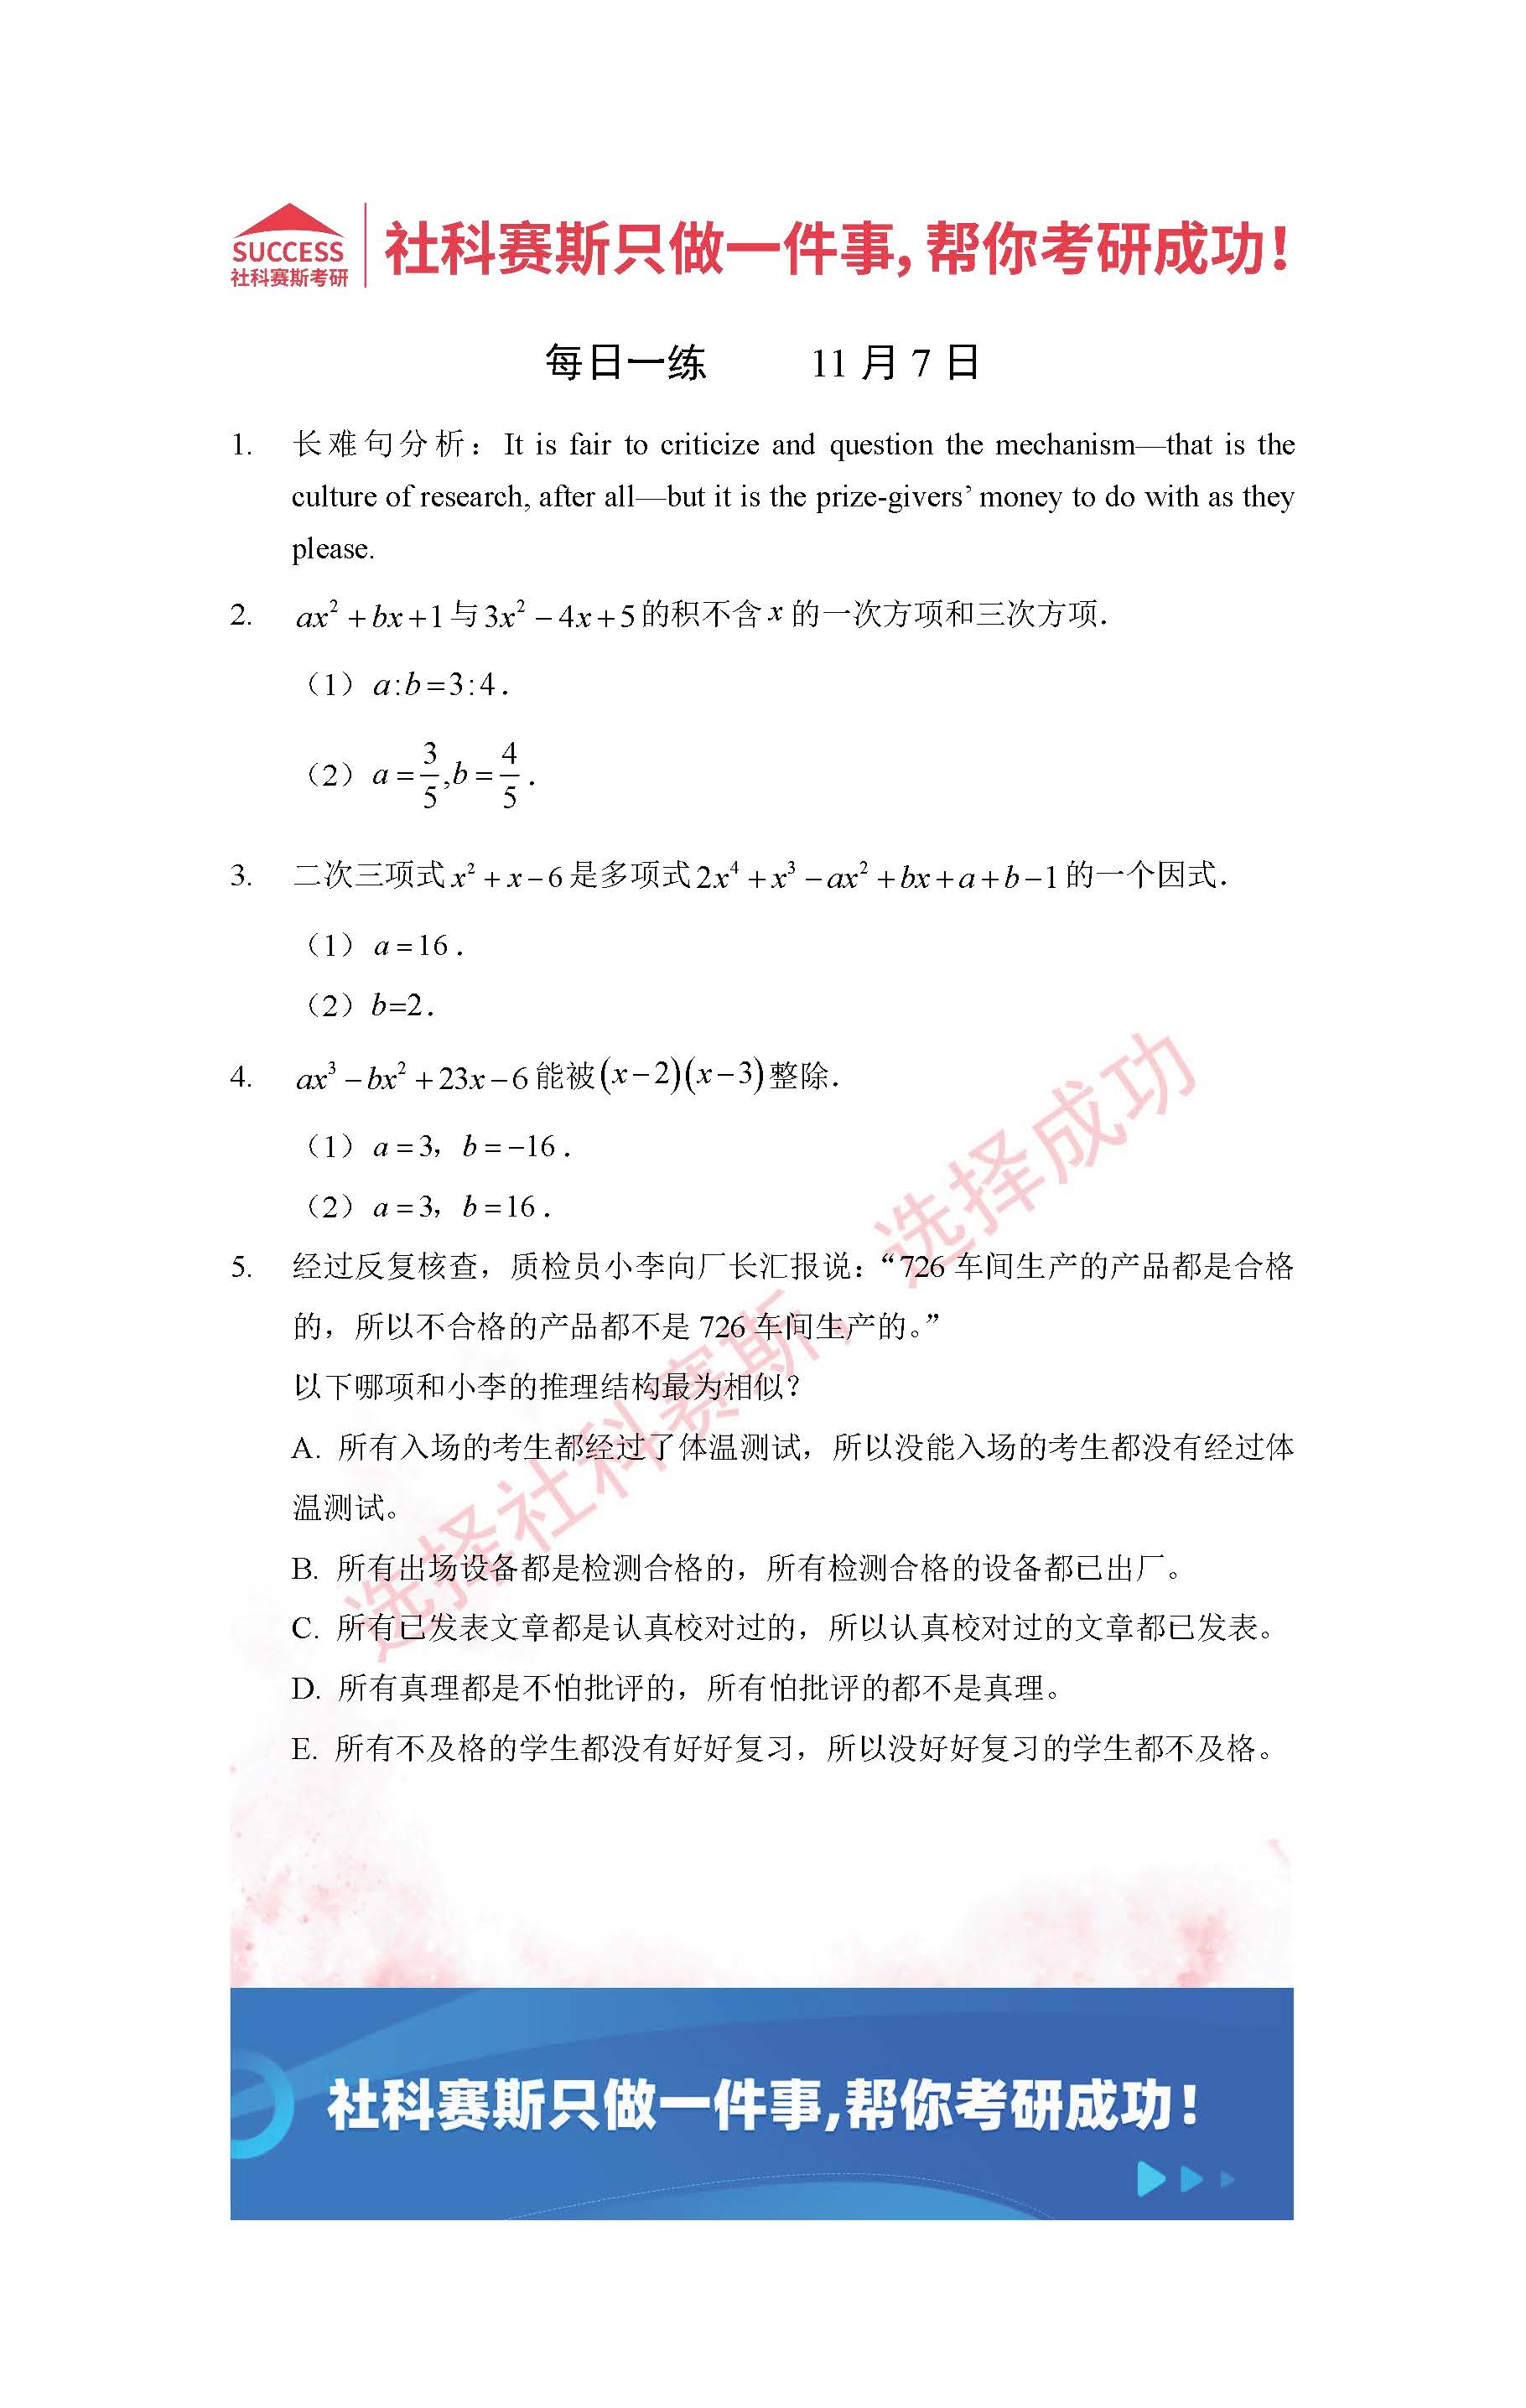 SUCCESS
社科赛斯考研
社科赛斯只做一件事,帮你考研成功!
每日一练 11 月 7 日
1. 长难句分析：It is fair to criticize and question the mechanism—that is the
culture of research, after all—but it is the prize-givers’ money to do with as they
please.
2. ax² + bx + 1 与 3x² − 4x + 5 的积不含 x 的一次方项和三次方项.
（1）a:b = 3:4.
（2）a = 3/5, b = 4/5.
3. 二次三项式 x² + x − 6 是多项式 2x⁴ + x³ − ax² + bx + a + b − 1 的一个因式.
（1）a = 16.
（2）b=2.
4. ax³ − bx² + 23x − 6 能被 (x − 2)(x − 3) 整除.
（1）a = 3，b = −16.
（2）a = 3，b = 16.
5. 经过反复核查，质检员小李向厂长汇报说：“726 车间生产的产品都是合格
的，所以不合格的产品都不是 726 车间生产的。”
以下哪项和小李的推理结构最为相似？
A. 所有入场的考生都经过了体温测试，所以没能入场的考生都没有经过体
温测试。
B. 所有出场设备都是检测合格的，所有检测合格的设备都已出厂。
C. 所有已发表文章都是认真校对过的，所以认真校对过的文章都已发表。
D. 所有真理都是不怕批评的，所有怕批评的都不是真理。
E. 所有不及格的学生都没有好好复习，所以没好好复习的学生都不及格。
选择社科赛斯，选择成功
社科赛斯只做一件事,帮你考研成功!